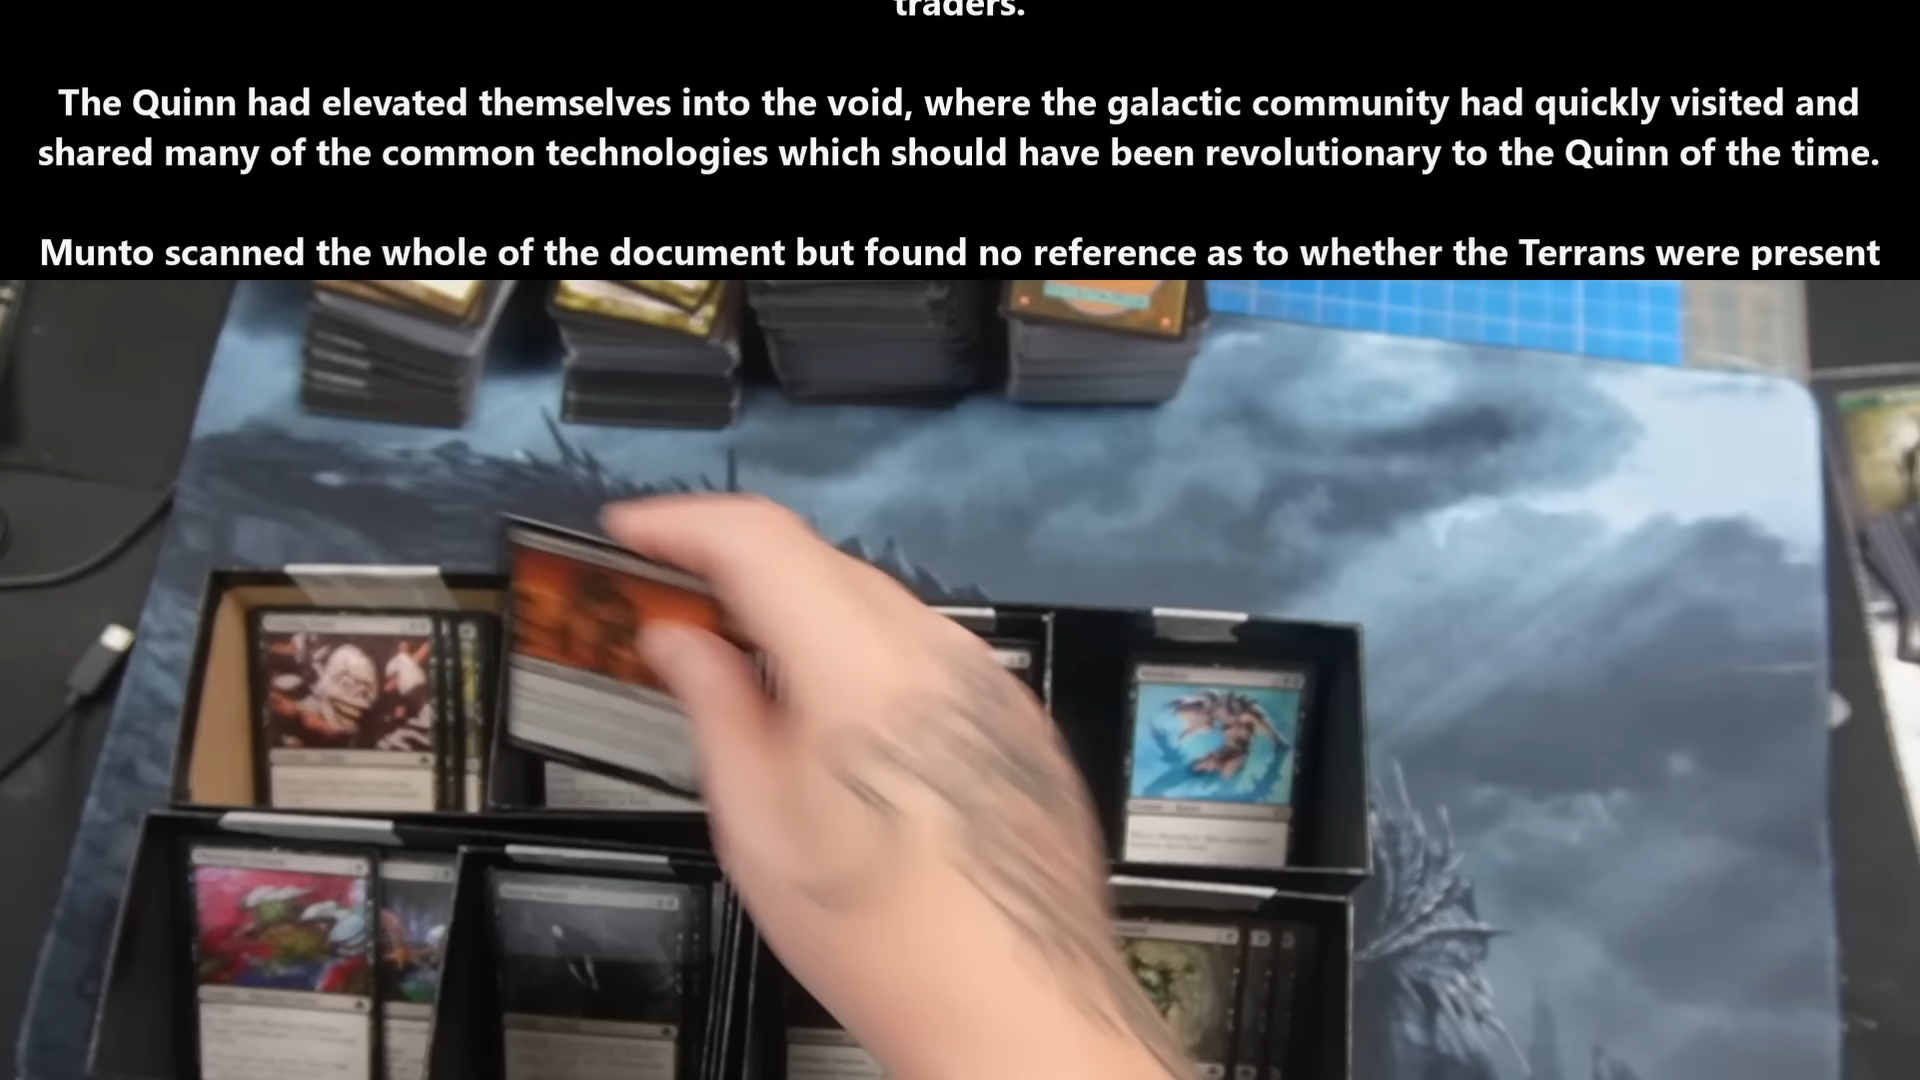 traders.
The Quinn had elevated themselves into the void, where the galactic community had quickly visited and
shared many of the common technologies which should have been revolutionary to the Quinn of the time.
Munto scanned the whole of the document but found no reference as to whether the Terrans were present